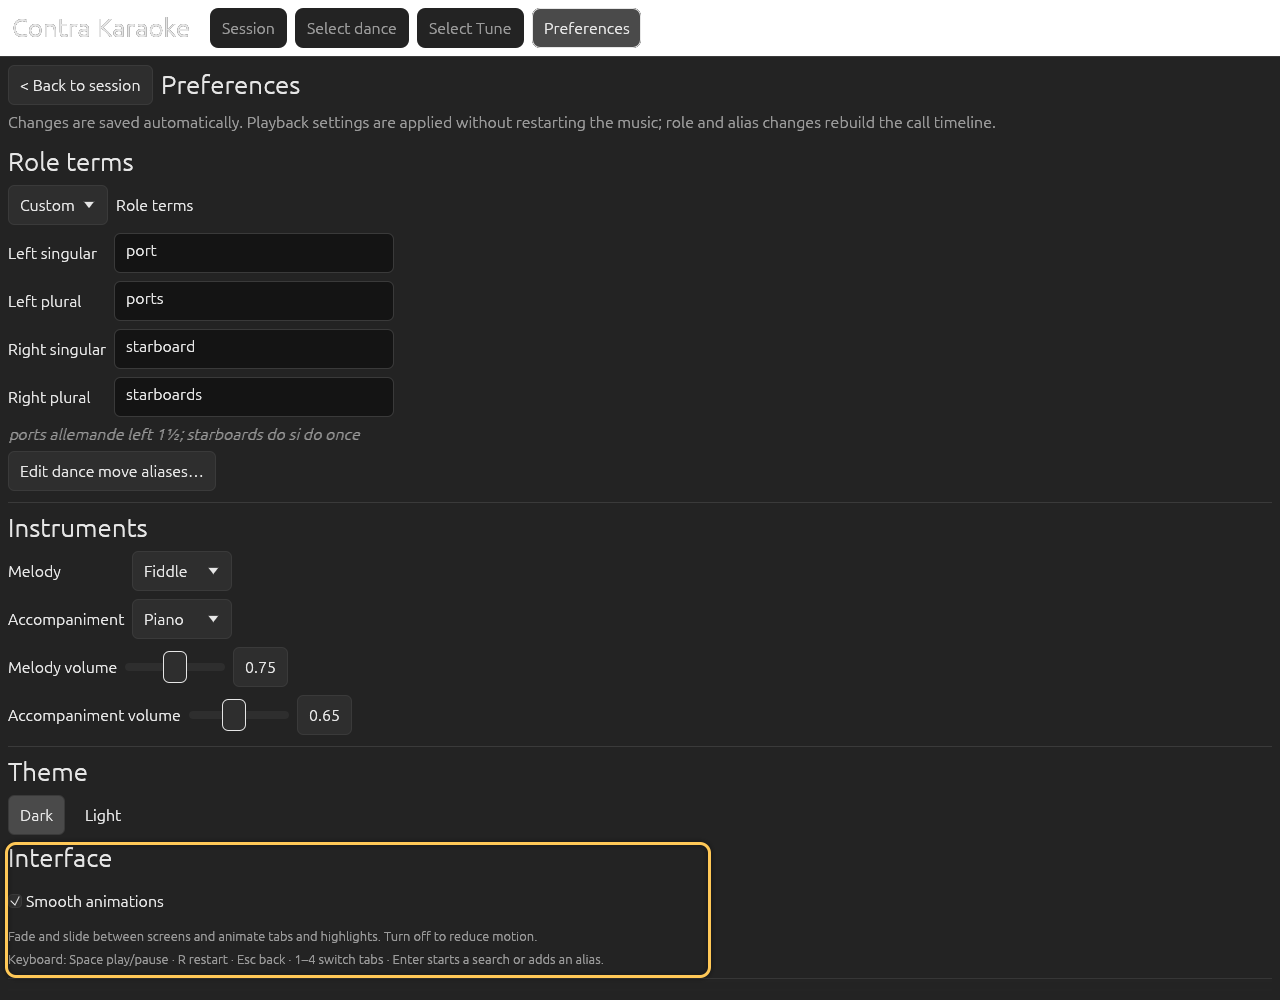 Contra Karaoke
Session
Select dance
Select Tune
Preferences
< Back to session
Preferences
Changes are saved automatically. Playback settings are applied without restarting the music; role and alias changes rebuild the call timeline.
Role terms
Custom
Role terms
Left singular
port
Left plural
ports
Right singular
starboard
Right plural
starboards
ports allemande left 1½; starboards do si do once
Edit dance move aliases...
Instruments
Melody
Fiddle
Accompaniment
Piano
Melody volume
0.75
Accompaniment volume
0.65
Theme
Dark
Light
Interface
Smooth animations
Fade and slide between screens and animate tabs and highlights. Turn off to reduce motion.
Keyboard: Space play/pause · R restart · Esc back · 1–4 switch tabs · Enter starts a search or adds an alias.